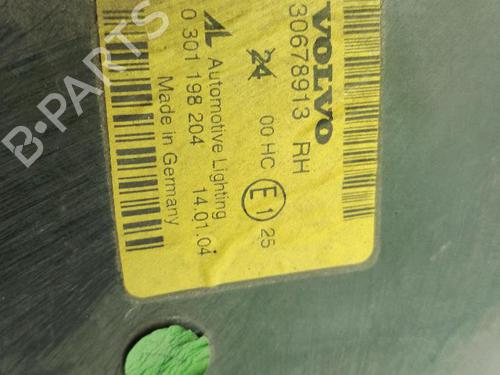 VOLVO
30678913 RH
24 00 HC E1 25
AL Automotive Lighting
0 301 198 204 14.01.04
Made in Germany
B-PARTS